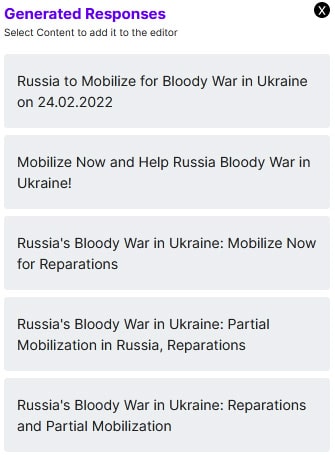 Generated Responses
X
Select Content to add it to the editor
Russia to Mobilize for Bloody War in Ukraine
on 24.02.2022
Mobilize Now and Help Russia Bloody War in
Ukraine!
Russia's Bloody War in Ukraine: Mobilize Now
for Reparations
Russia's Bloody War in Ukraine: Partial
Mobilization in Russia, Reparations
Russia's Bloody War in Ukraine: Reparations
and Partial Mobilization